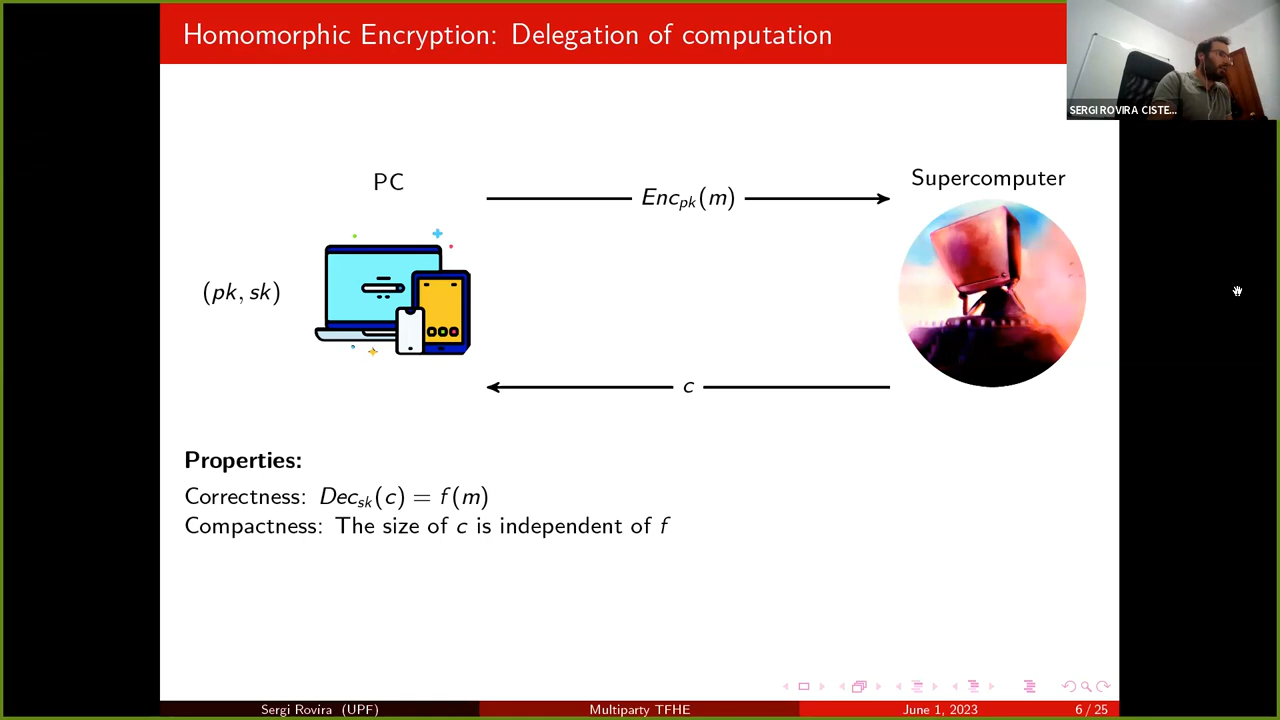 Homomorphic Encryption: Delegation of computation
SERGI ROVIRA CISTE...
PC
Enc_pk(m)
Supercomputer
(pk, sk)
c
Properties:
Correctness: Dec_sk(c) = f(m)
Compactness: The size of c is independent of f
Sergi Rovira (UPF)
Multiparty TFHE
June 1, 2023
6 / 25